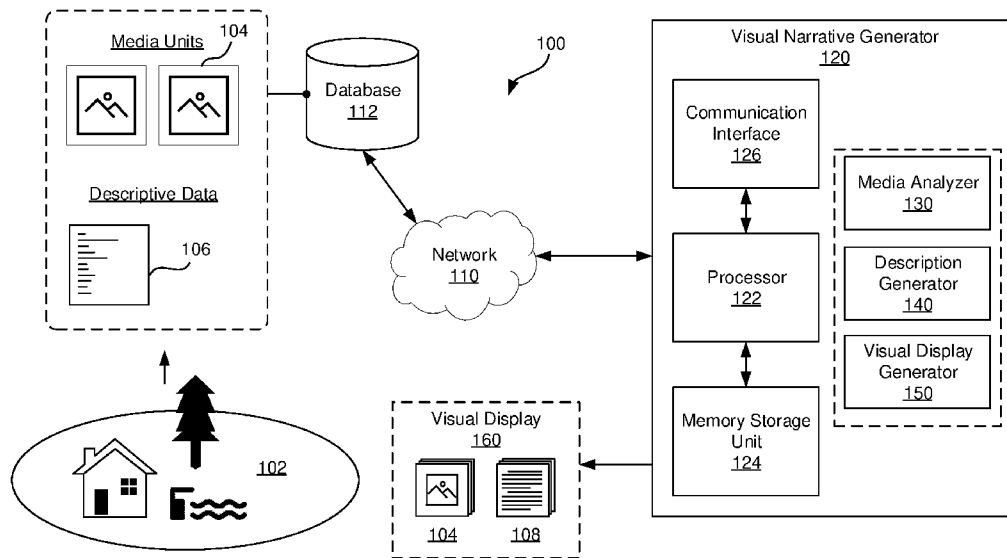 Media Units
104
Descriptive Data
106
Database
112
100
Network
110
102
Visual Display
160
104
108
Visual Narrative Generator
120
Communication
Interface
126
Processor
122
Memory Storage
Unit
124
Media Analyzer
130
Description
Generator
140
Visual Display
Generator
150